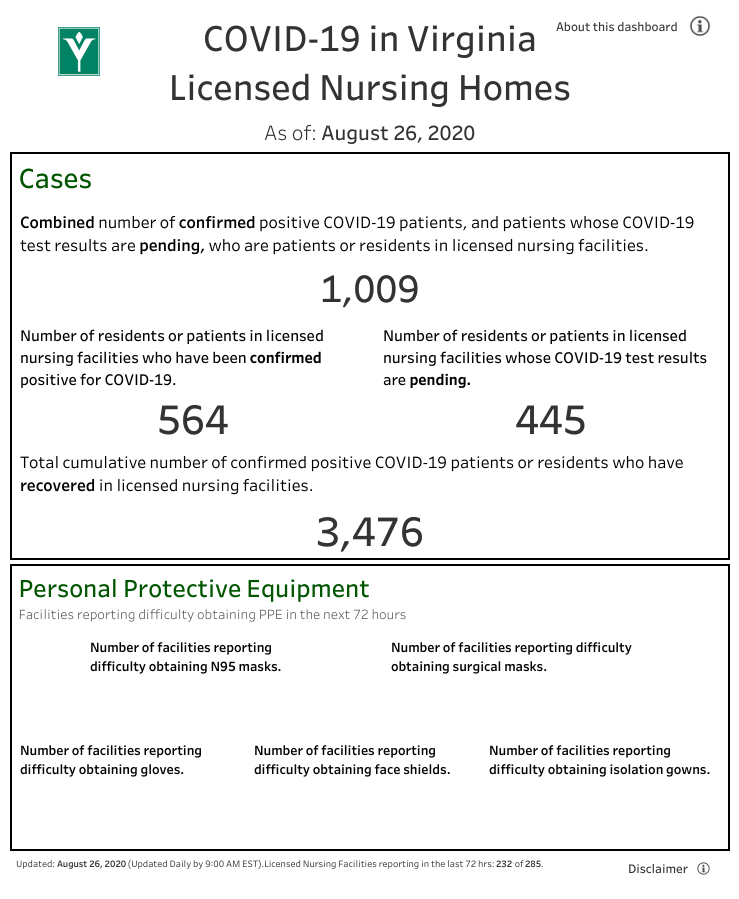 COVID-19 in Virginia
Licensed Nursing Homes
About this dashboard
As of: August 26, 2020
Cases
Combined number of confirmed positive COVID-19 patients, and patients whose COVID-19
test results are pending, who are patients or residents in licensed nursing facilities.
1,009
Number of residents or patients in licensed
nursing facilities who have been confirmed
positive for COVID-19.
564
Number of residents or patients in licensed
nursing facilities whose COVID-19 test results
are pending.
445
Total cumulative number of confirmed positive COVID-19 patients or residents who have
recovered in licensed nursing facilities.
3,476
Personal Protective Equipment
Facilities reporting difficulty obtaining PPE in the next 72 hours
Number of facilities reporting
difficulty obtaining N95 masks.
Number of facilities reporting difficulty
obtaining surgical masks.
Number of facilities reporting
difficulty obtaining gloves.
Number of facilities reporting
difficulty obtaining face shields.
Number of facilities reporting
difficulty obtaining isolation gowns.
Updated: August 26, 2020 (Updated Daily by 9:00 AM EST).Licensed Nursing Facilities reporting in the last 72 hrs: 232 of 285.
Disclaimer